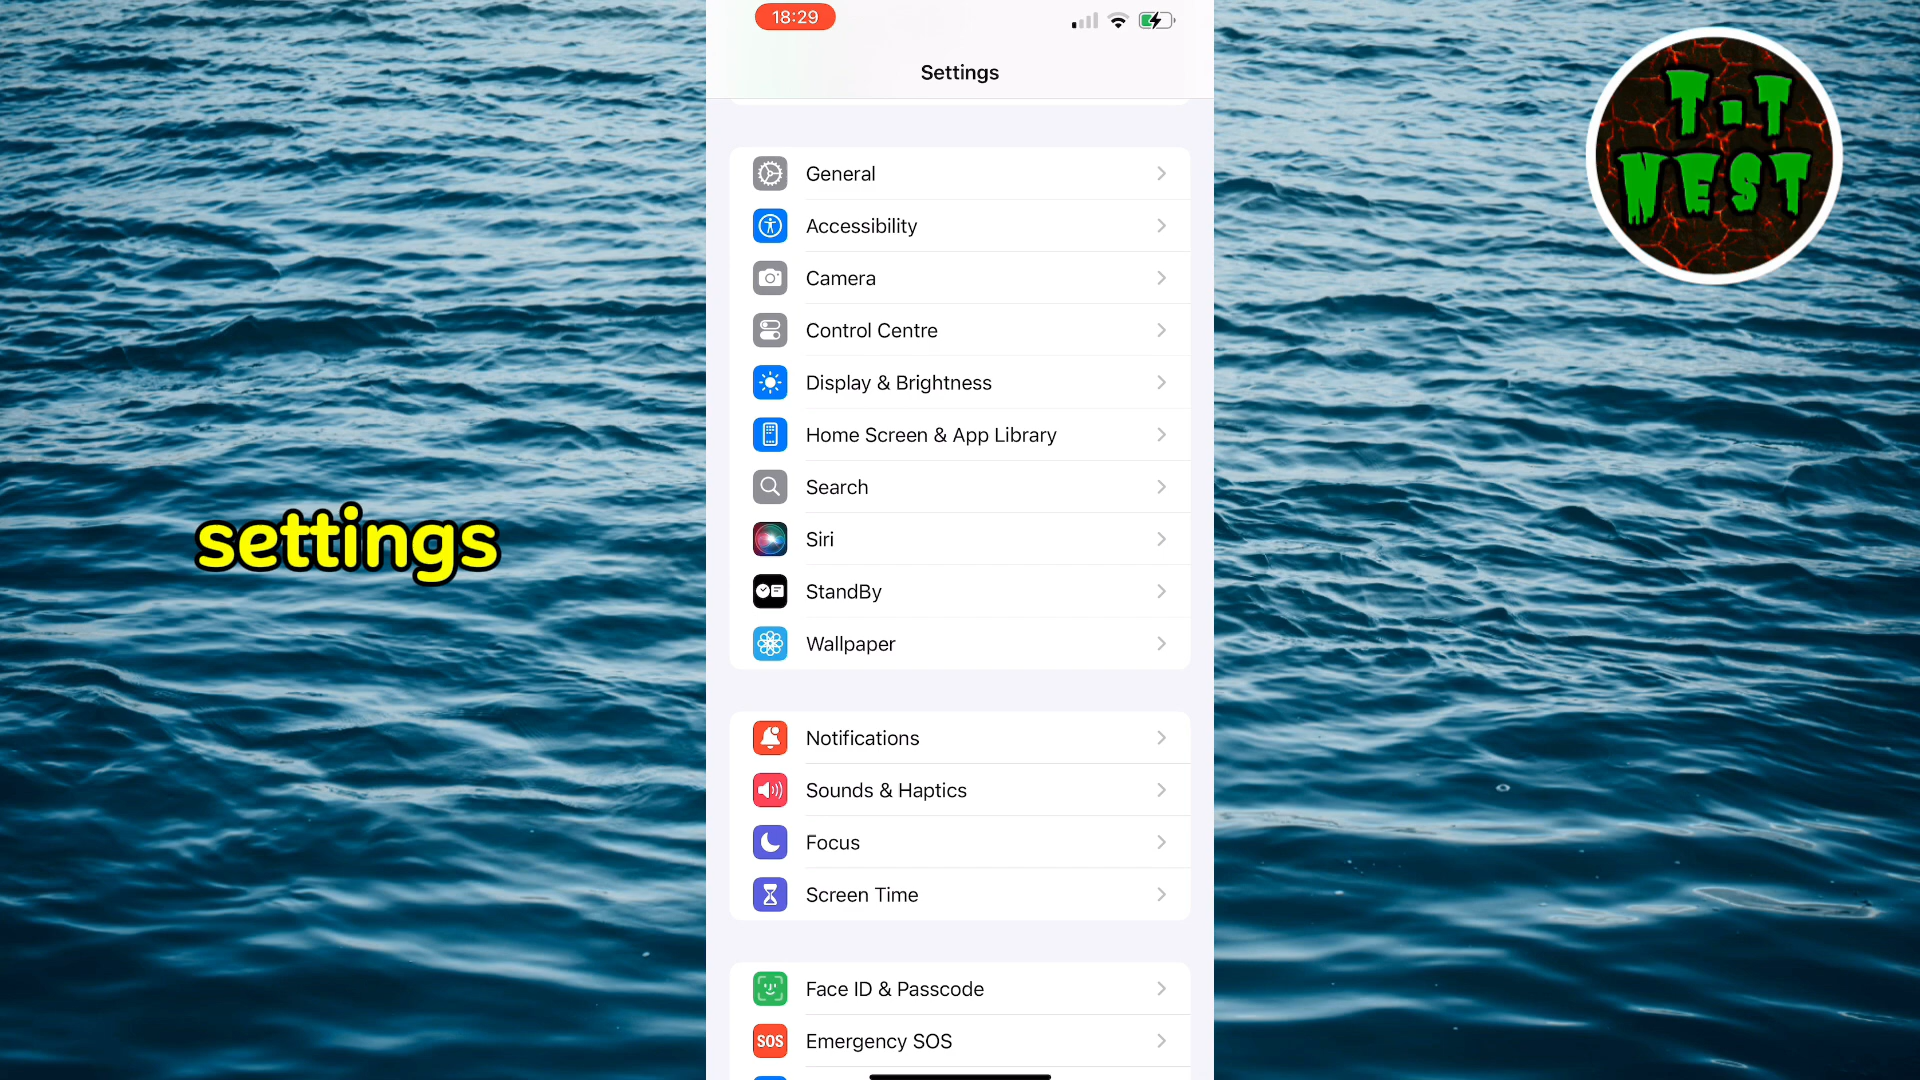 18:29
Settings
General
Accessibility
Camera
Control Centre
Display & Brightness
Home Screen & App Library
Search
Siri
StandBy
Wallpaper
Notifications
Sounds & Haptics
Focus
Screen Time
Face ID & Passcode
SOS Emergency SOS
settings
T-T
NEST